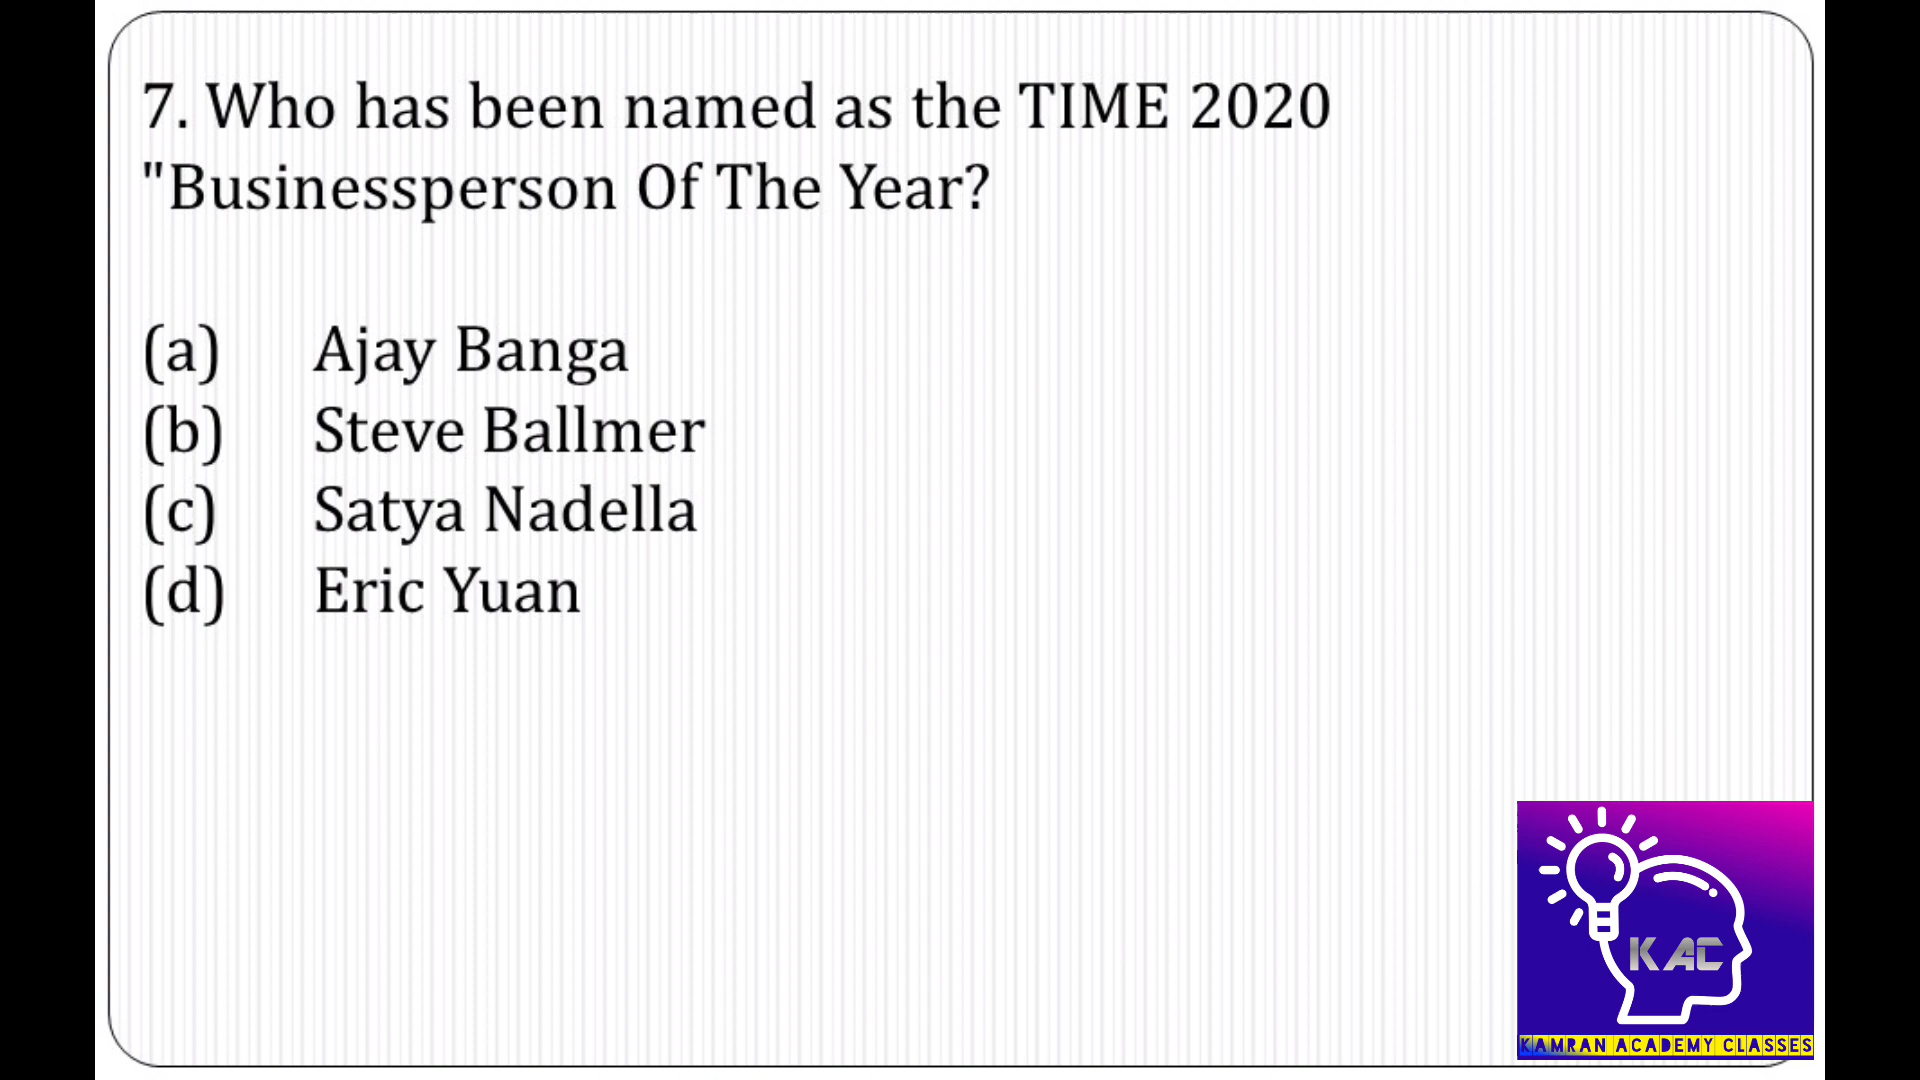 7. Who has been named as the TIME 2020
"Businessperson Of The Year?
(a) Ajay Banga
(b) Steve Ballmer
(c) Satya Nadella
(d) Eric Yuan
KAC
KAMRAN ACADEMY CLASSES